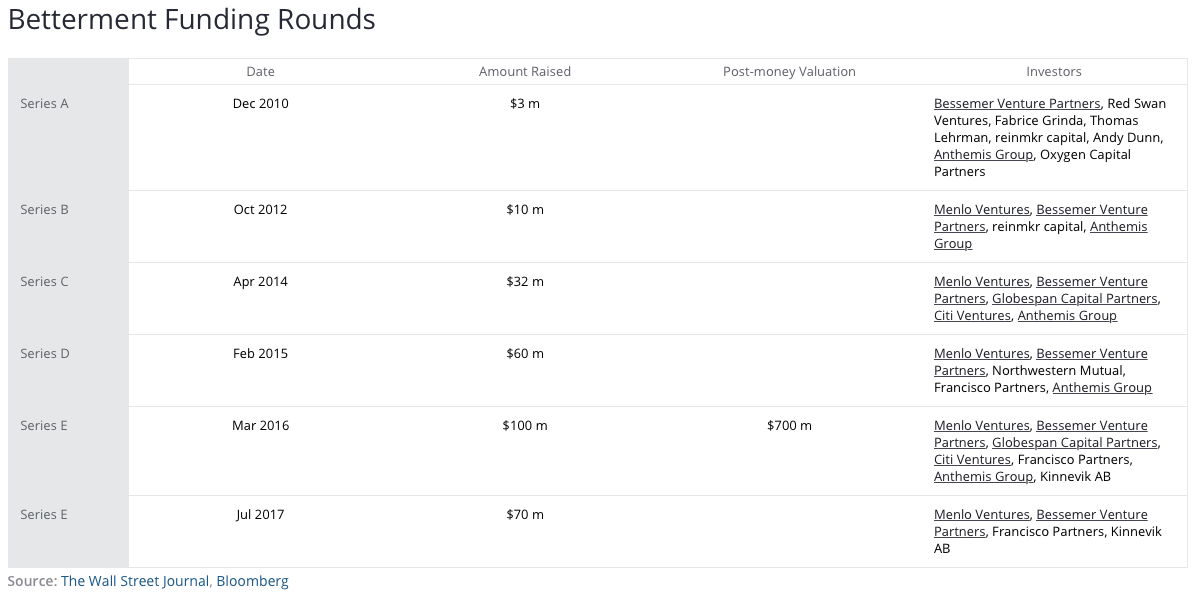 Betterment Funding Rounds
Date Amount Raised Post-money Valuation Investors
Series A Dec 2010 $3 m Bessemer Venture Partners, Red Swan
Ventures, Fabrice Grinda, Thomas
Lehrman, reinmkr capital, Andy Dunn,
Anthemis Group, Oxygen Capital
Partners
Series B Oct 2012 $10 m Menlo Ventures, Bessemer Venture
Partners, reinmkr capital, Anthemis
Group
Series C Apr 2014 $32 m Menlo Ventures, Bessemer Venture
Partners, Globespan Capital Partners,
Citi Ventures, Anthemis Group
Series D Feb 2015 $60 m Menlo Ventures, Bessemer Venture
Partners, Northwestern Mutual,
Francisco Partners, Anthemis Group
Series E Mar 2016 $100 m $700 m Menlo Ventures, Bessemer Venture
Partners, Globespan Capital Partners,
Citi Ventures, Francisco Partners,
Anthemis Group, Kinnevik AB
Series E Jul 2017 $70 m Menlo Ventures, Bessemer Venture
Partners, Francisco Partners, Kinnevik
AB
Source: The Wall Street Journal, Bloomberg